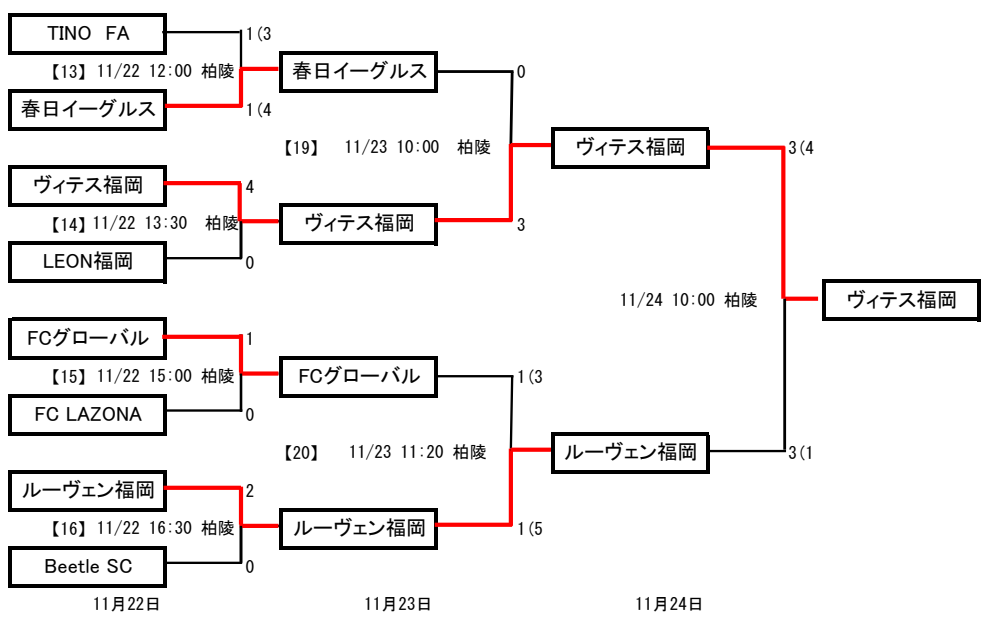 TINO FA
1(3
【13】 11/22 12:00 柏陵
春日イーグルス
1(4
春日イーグルス
0
【19】 11/23 10:00 柏陵
ヴィテス福岡
4
【14】 11/22 13:30 柏陵
LEON福岡
0
ヴィテス福岡
3
ヴィテス福岡
3(4
FCグローバル
1
【15】 11/22 15:00 柏陵
FC LAZONA
0
FCグローバル
1(3
【20】 11/23 11:20 柏陵
ルーヴェン福岡
2
【16】 11/22 16:30 柏陵
Beetle SC
0
ルーヴェン福岡
1(5
ルーヴェン福岡
3(1
11/24 10:00 柏陵
ヴィテス福岡
11月22日
11月23日
11月24日